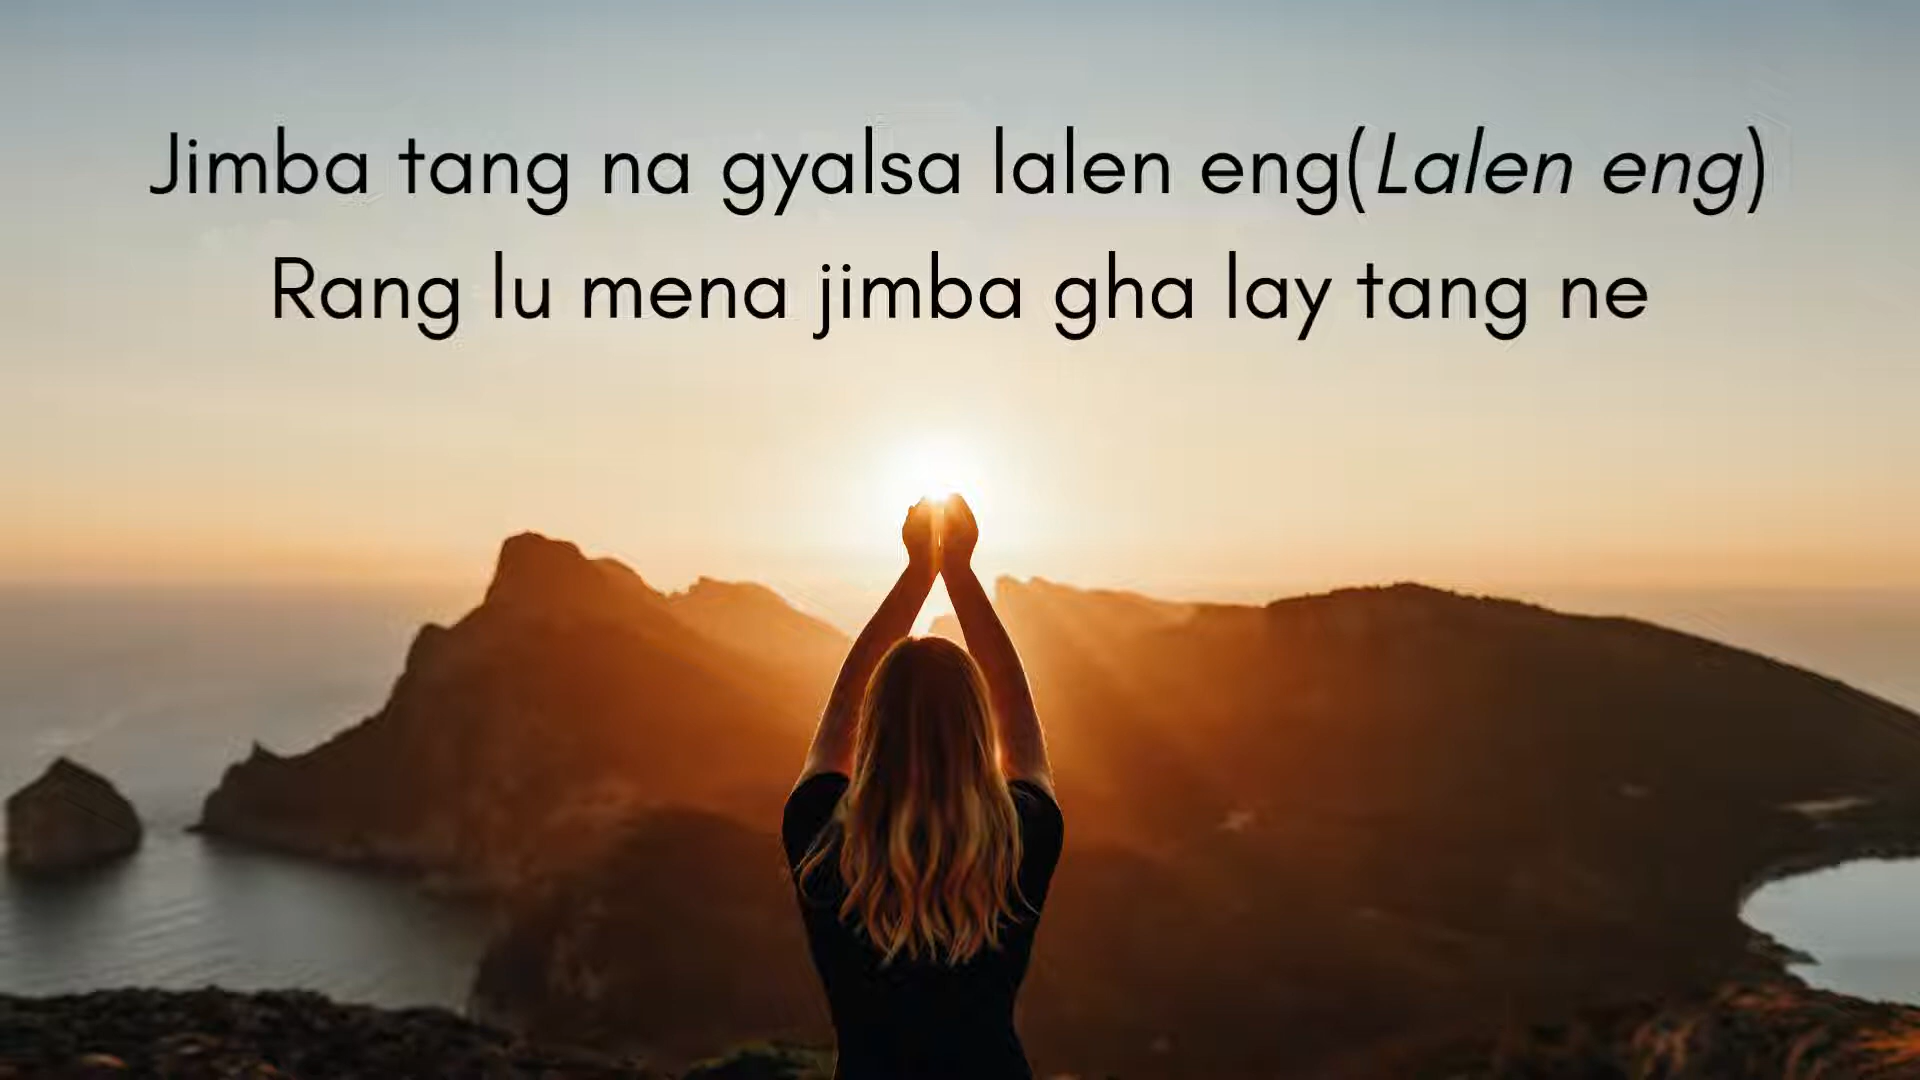 Jimba tang na gyalsa lalen eng(Lalen eng)
Rang lu mena jimba gha lay tang ne